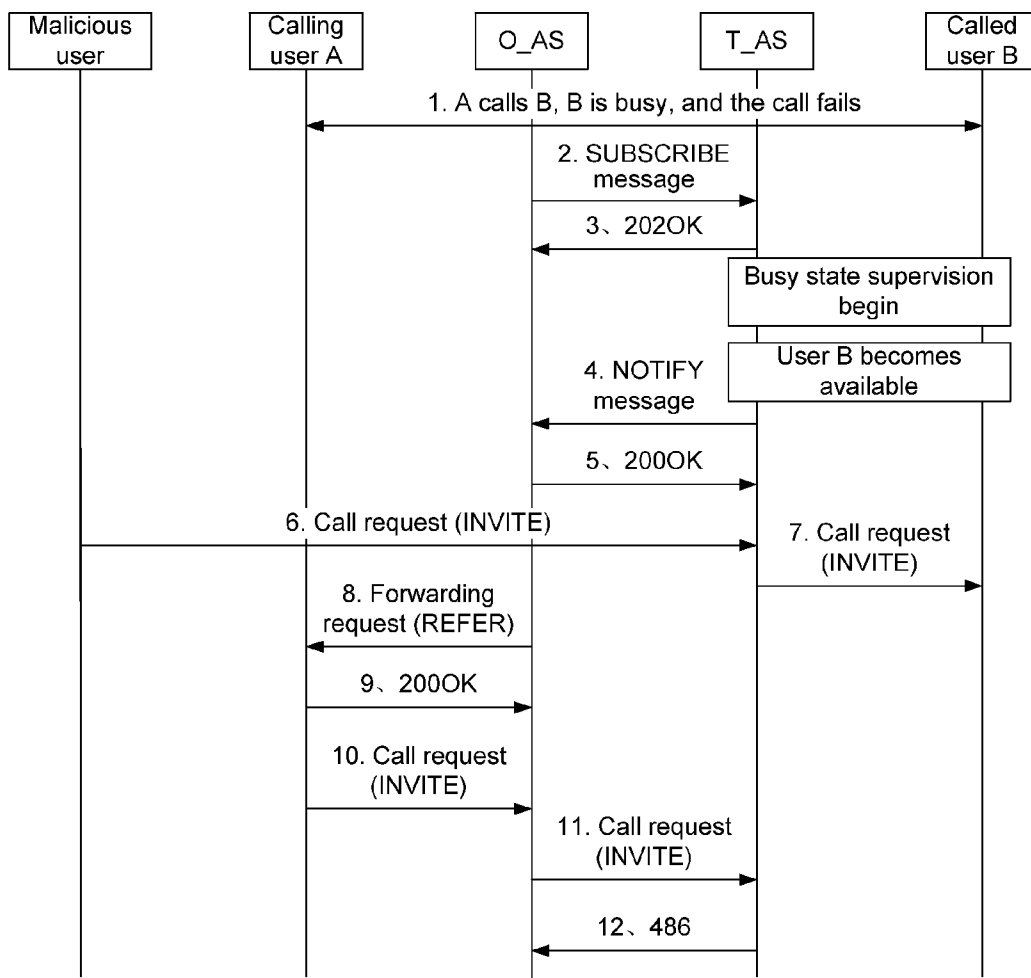 Malicious
user
Calling
user A
O_AS
T_AS
Called
user B
1. A calls B, B is busy, and the call fails
2. SUBSCRIBE
message
3、202OK
Busy state supervision
begin
User B becomes
available
4. NOTIFY
message
5、200OK
6. Call request (INVITE)
7. Call request
(INVITE)
8. Forwarding
request (REFER)
9、200OK
10. Call request
(INVITE)
11. Call request
(INVITE)
12、486